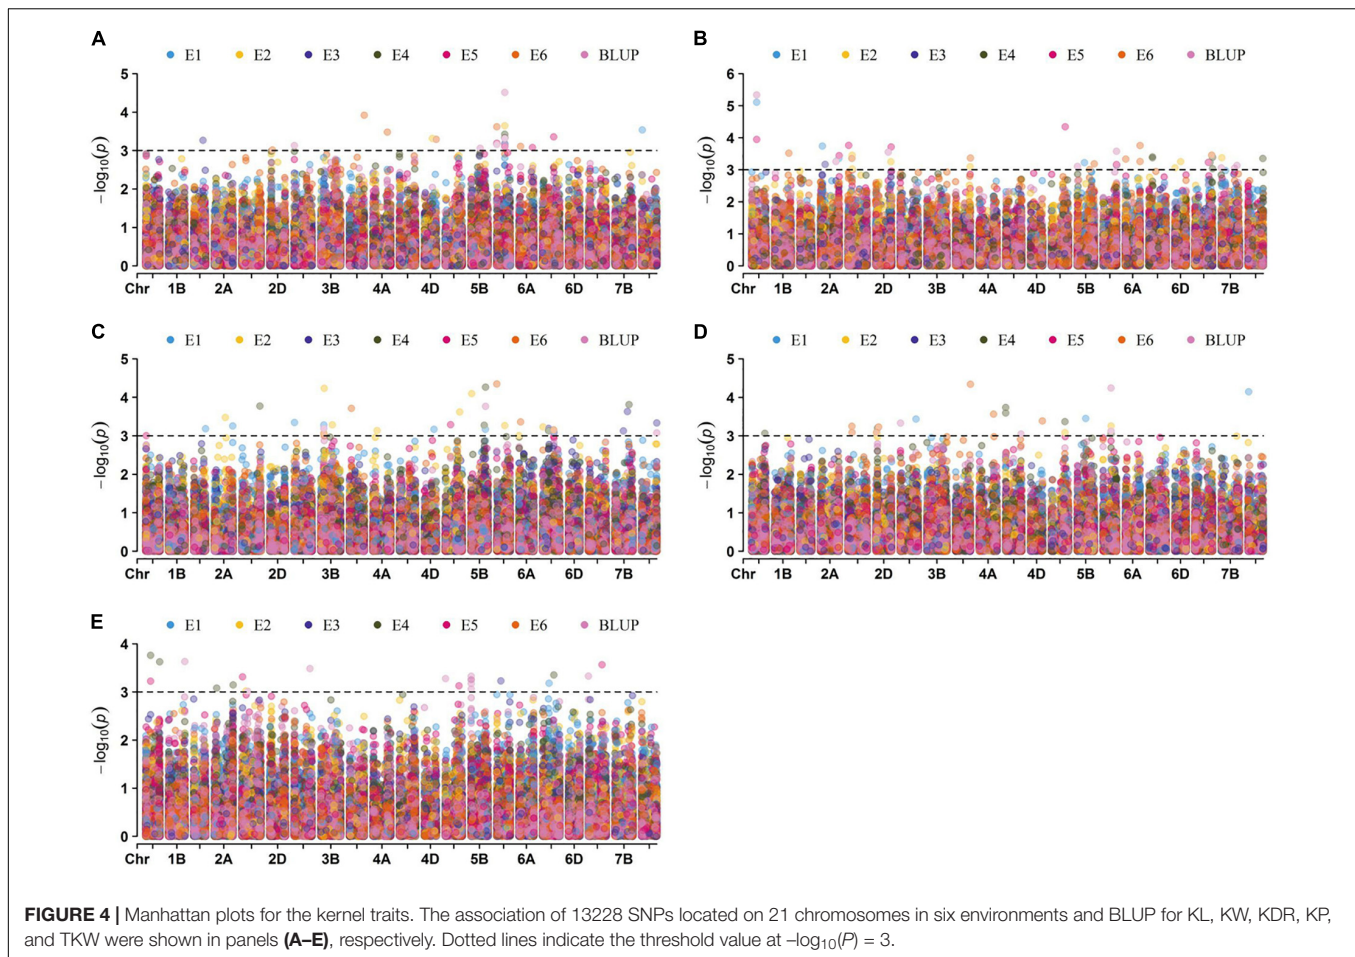 A
E1 E2 E3 E4 E5 E6 BLUP
5
4
3
2
1
0
–log10(p)
Chr 1B 2A 2D 3B 4A 4D 5B 6A 6D 7B
B
E1 E2 E3 E4 E5 E6 BLUP
6
5
4
3
2
1
0
–log10(p)
Chr 1B 2A 2D 3B 4A 4D 5B 6A 6D 7B
C
E1 E2 E3 E4 E5 E6 BLUP
5
4
3
2
1
0
–log10(p)
Chr 1B 2A 2D 3B 4A 4D 5B 6A 6D 7B
D
E1 E2 E3 E4 E5 E6 BLUP
5
4
3
2
1
0
–log10(p)
Chr 1B 2A 2D 3B 4A 4D 5B 6A 6D 7B
E
E1 E2 E3 E4 E5 E6 BLUP
4
3
2
1
0
–log10(p)
Chr 1B 2A 2D 3B 4A 4D 5B 6A 6D 7B
FIGURE 4 | Manhattan plots for the kernel traits. The association of 13228 SNPs located on 21 chromosomes in six environments and BLUP for KL, KW, KDR, KP,
and TKW were shown in panels (A–E), respectively. Dotted lines indicate the threshold value at –log10(P) = 3.